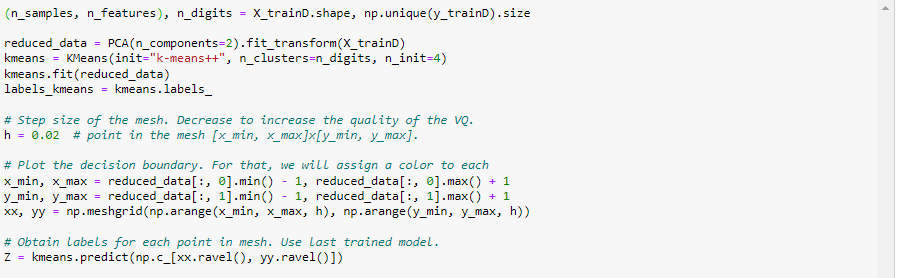 (n_samples, n_features), n_digits = X_trainD.shape, np.unique(y_trainD).size
reduced_data = PCA(n_components=2).fit_transform(X_trainD)
kmeans = KMeans(init="k-means++", n_clusters=n_digits, n_init=4)
kmeans.fit(reduced_data)
labels_kmeans = kmeans.labels_
# Step size of the mesh. Decrease to increase the quality of the VQ.
h = 0.02  # point in the mesh [x_min, x_max]x[y_min, y_max].
# Plot the decision boundary. For that, we will assign a color to each
x_min, x_max = reduced_data[:, 0].min() - 1, reduced_data[:, 0].max() + 1
y_min, y_max = reduced_data[:, 1].min() - 1, reduced_data[:, 1].max() + 1
xx, yy = np.meshgrid(np.arange(x_min, x_max, h), np.arange(y_min, y_max, h))
# Obtain labels for each point in mesh. Use last trained model.
Z = kmeans.predict(np.c_[xx.ravel(), yy.ravel()])